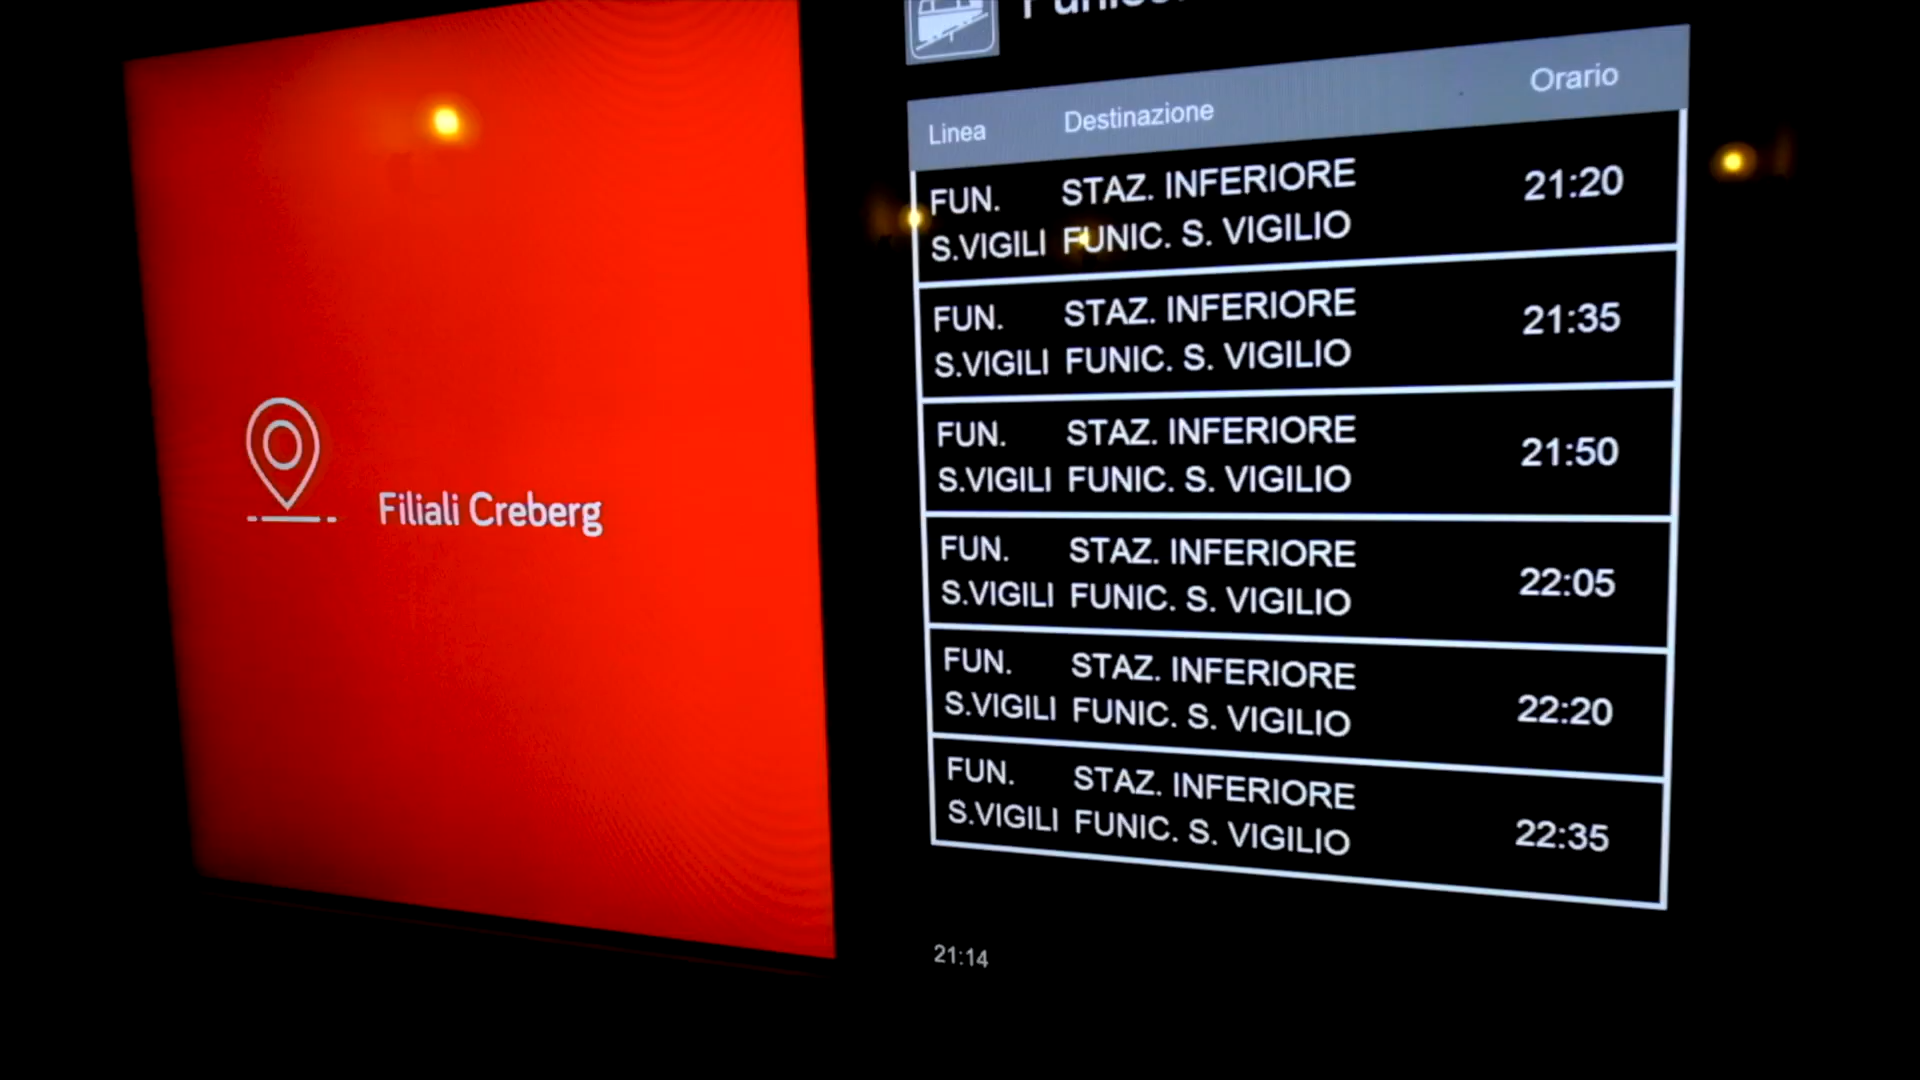 Filiali Creberg
Linea Destinazione Orario
FUN. STAZ. INFERIORE 21:20
S.VIGILI FUNIC. S. VIGILIO
FUN. STAZ. INFERIORE 21:35
S.VIGILI FUNIC. S. VIGILIO
FUN. STAZ. INFERIORE 21:50
S.VIGILI FUNIC. S. VIGILIO
FUN. STAZ. INFERIORE 22:05
S.VIGILI FUNIC. S. VIGILIO
FUN. STAZ. INFERIORE 22:20
S.VIGILI FUNIC. S. VIGILIO
FUN. STAZ. INFERIORE 22:35
S.VIGILI FUNIC. S. VIGILIO
21:14